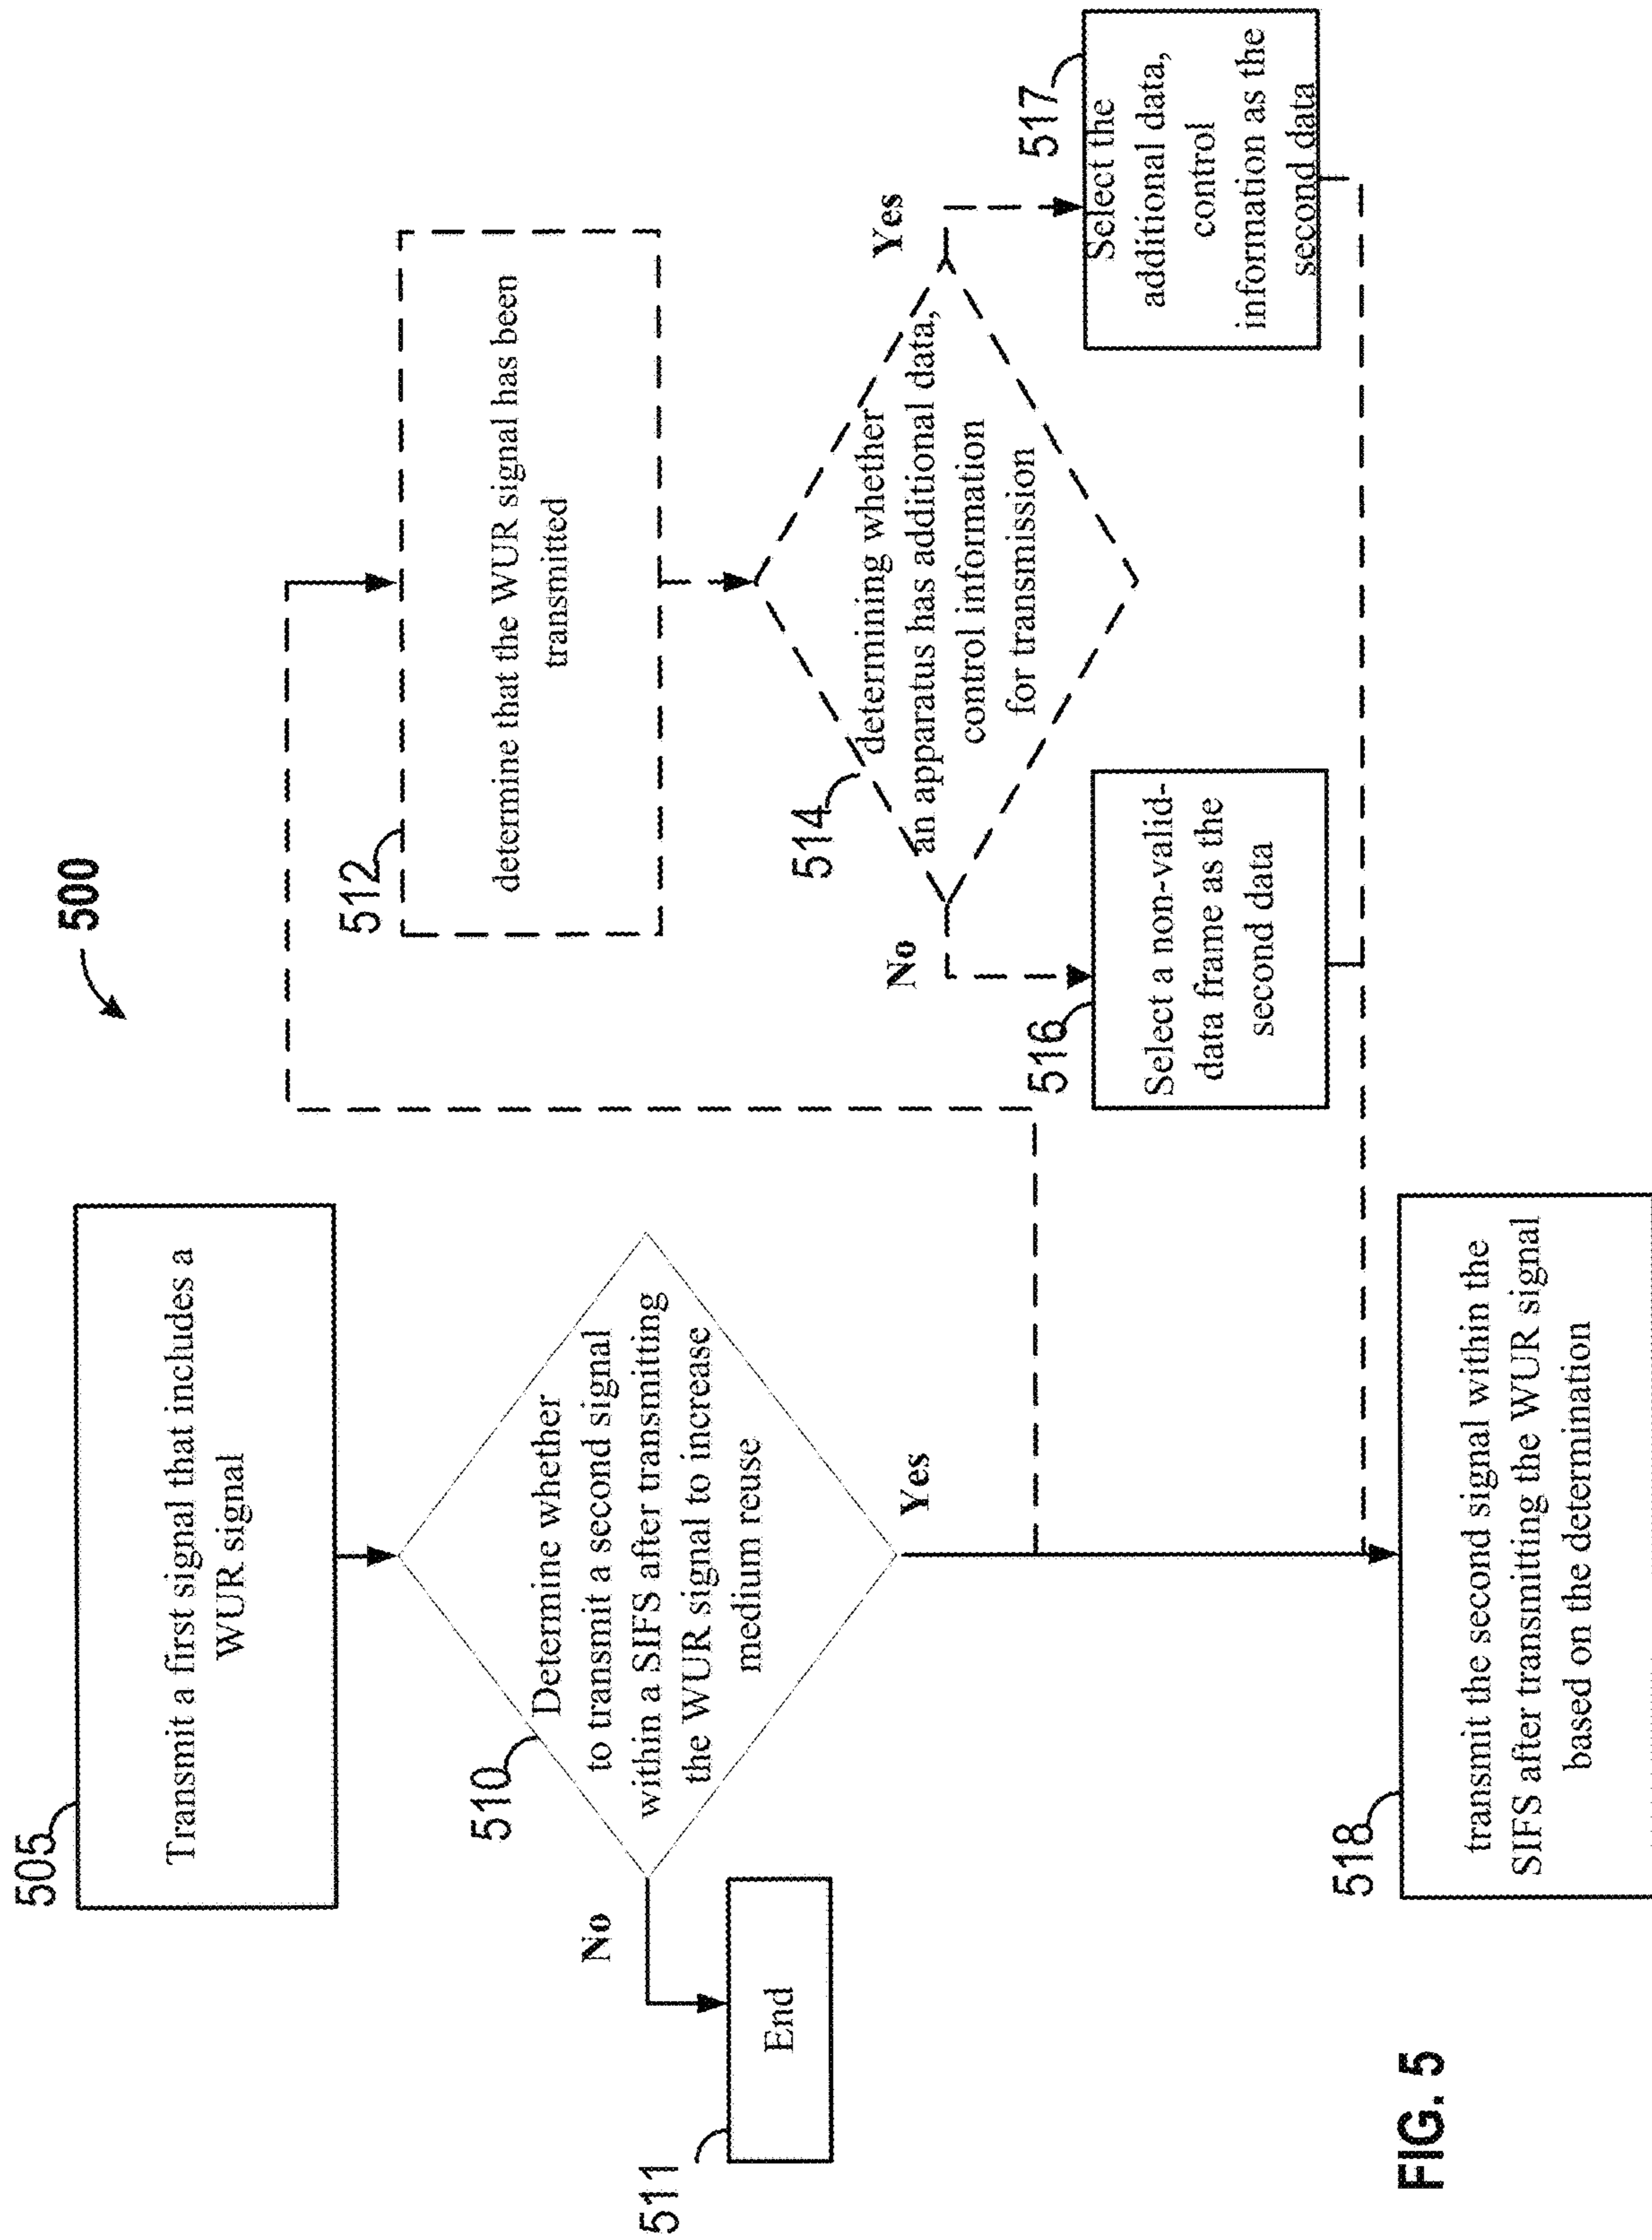 500
505
Transmit a first signal that includes a
WUR signal
510
Determine whether
to transmit a second signal
within a SIFS after transmitting
the WUR signal to increase
medium reuse
No
511
End
Yes
512
determine that the WUR signal has been
transmitted
514
determining whether
an apparatus has additional data,
control information
for transmission
No
516
Select a non-valid-
data frame as the
second data
Yes
517
Select the
additional data,
control
information as the
second data
518
transmit the second signal within the
SIFS after transmitting the WUR signal
based on the determination
FIG. 5